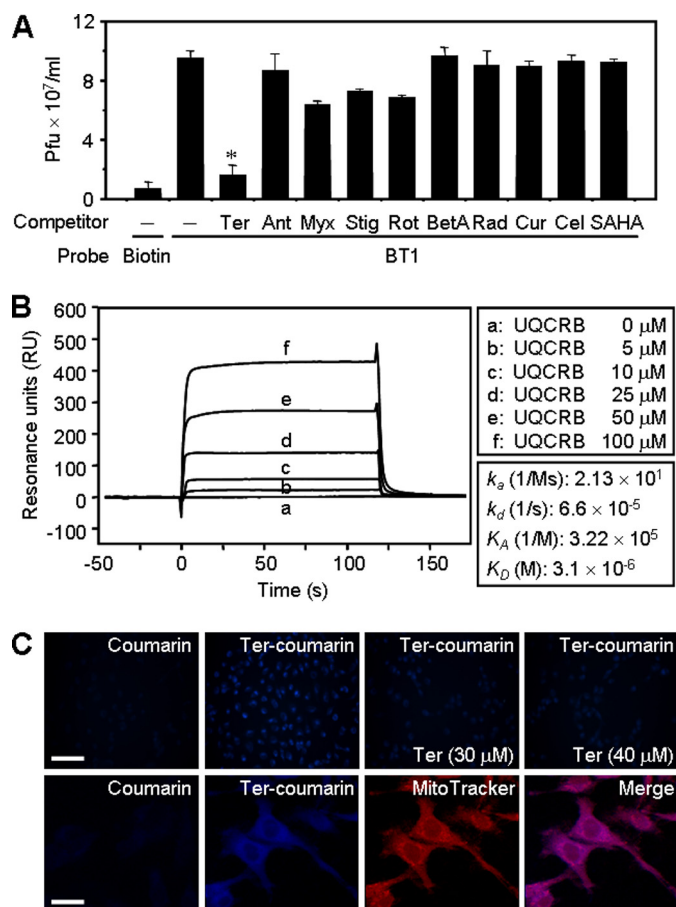 A
Pfu × 10⁷/ml
12
9
6
3
0
*
Competitor – – Ter Ant Myx Stig Rot BetA Rad Cur Cel SAHA
Probe Biotin BT1
B
Resonance units (RU)
600
500
400
300
200
100
0
-100
f
e
d
c
b
a
-50 0 50 100 150
Time (s)
a: UQCRB 0 μM
b: UQCRB 5 μM
c: UQCRB 10 μM
d: UQCRB 25 μM
e: UQCRB 50 μM
f: UQCRB 100 μM
kₐ (1/Ms): 2.13 × 10¹
k_d (1/s): 6.6 × 10⁻⁵
K_A (1/M): 3.22 × 10⁵
K_D (M): 3.1 × 10⁻⁶
C
Coumarin Ter-coumarin Ter-coumarin Ter-coumarin
Ter (30 μM) Ter (40 μM)
Coumarin Ter-coumarin MitoTracker Merge